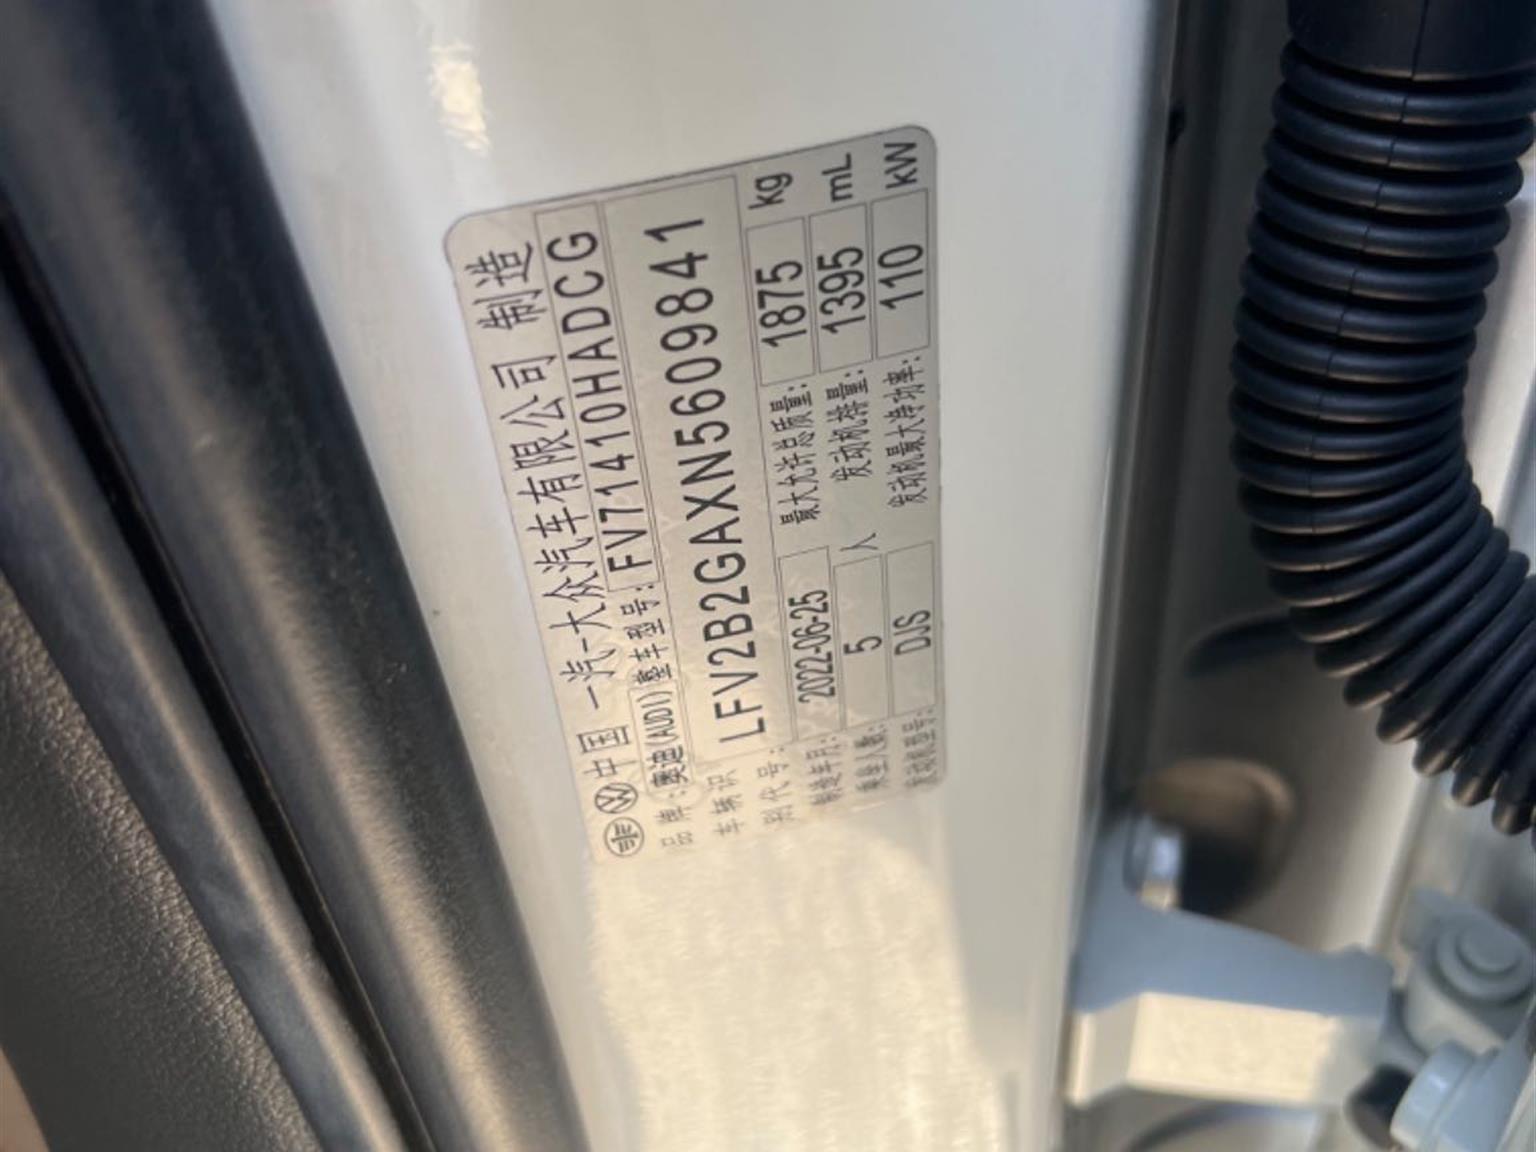 中国 一汽-大众汽车有限公司 制造
品牌: 奥迪(AUDI) 整车型号: FV71410HADCG
车辆识别代号: LFV2B2GAXN5609841
制造年月: 2022-06-25 最大允许总质量: 1875 kg
乘坐人数: 5 人 发动机排量: 1395 mL
发动机型号: DJS 发动机最大净功率: 110 kW